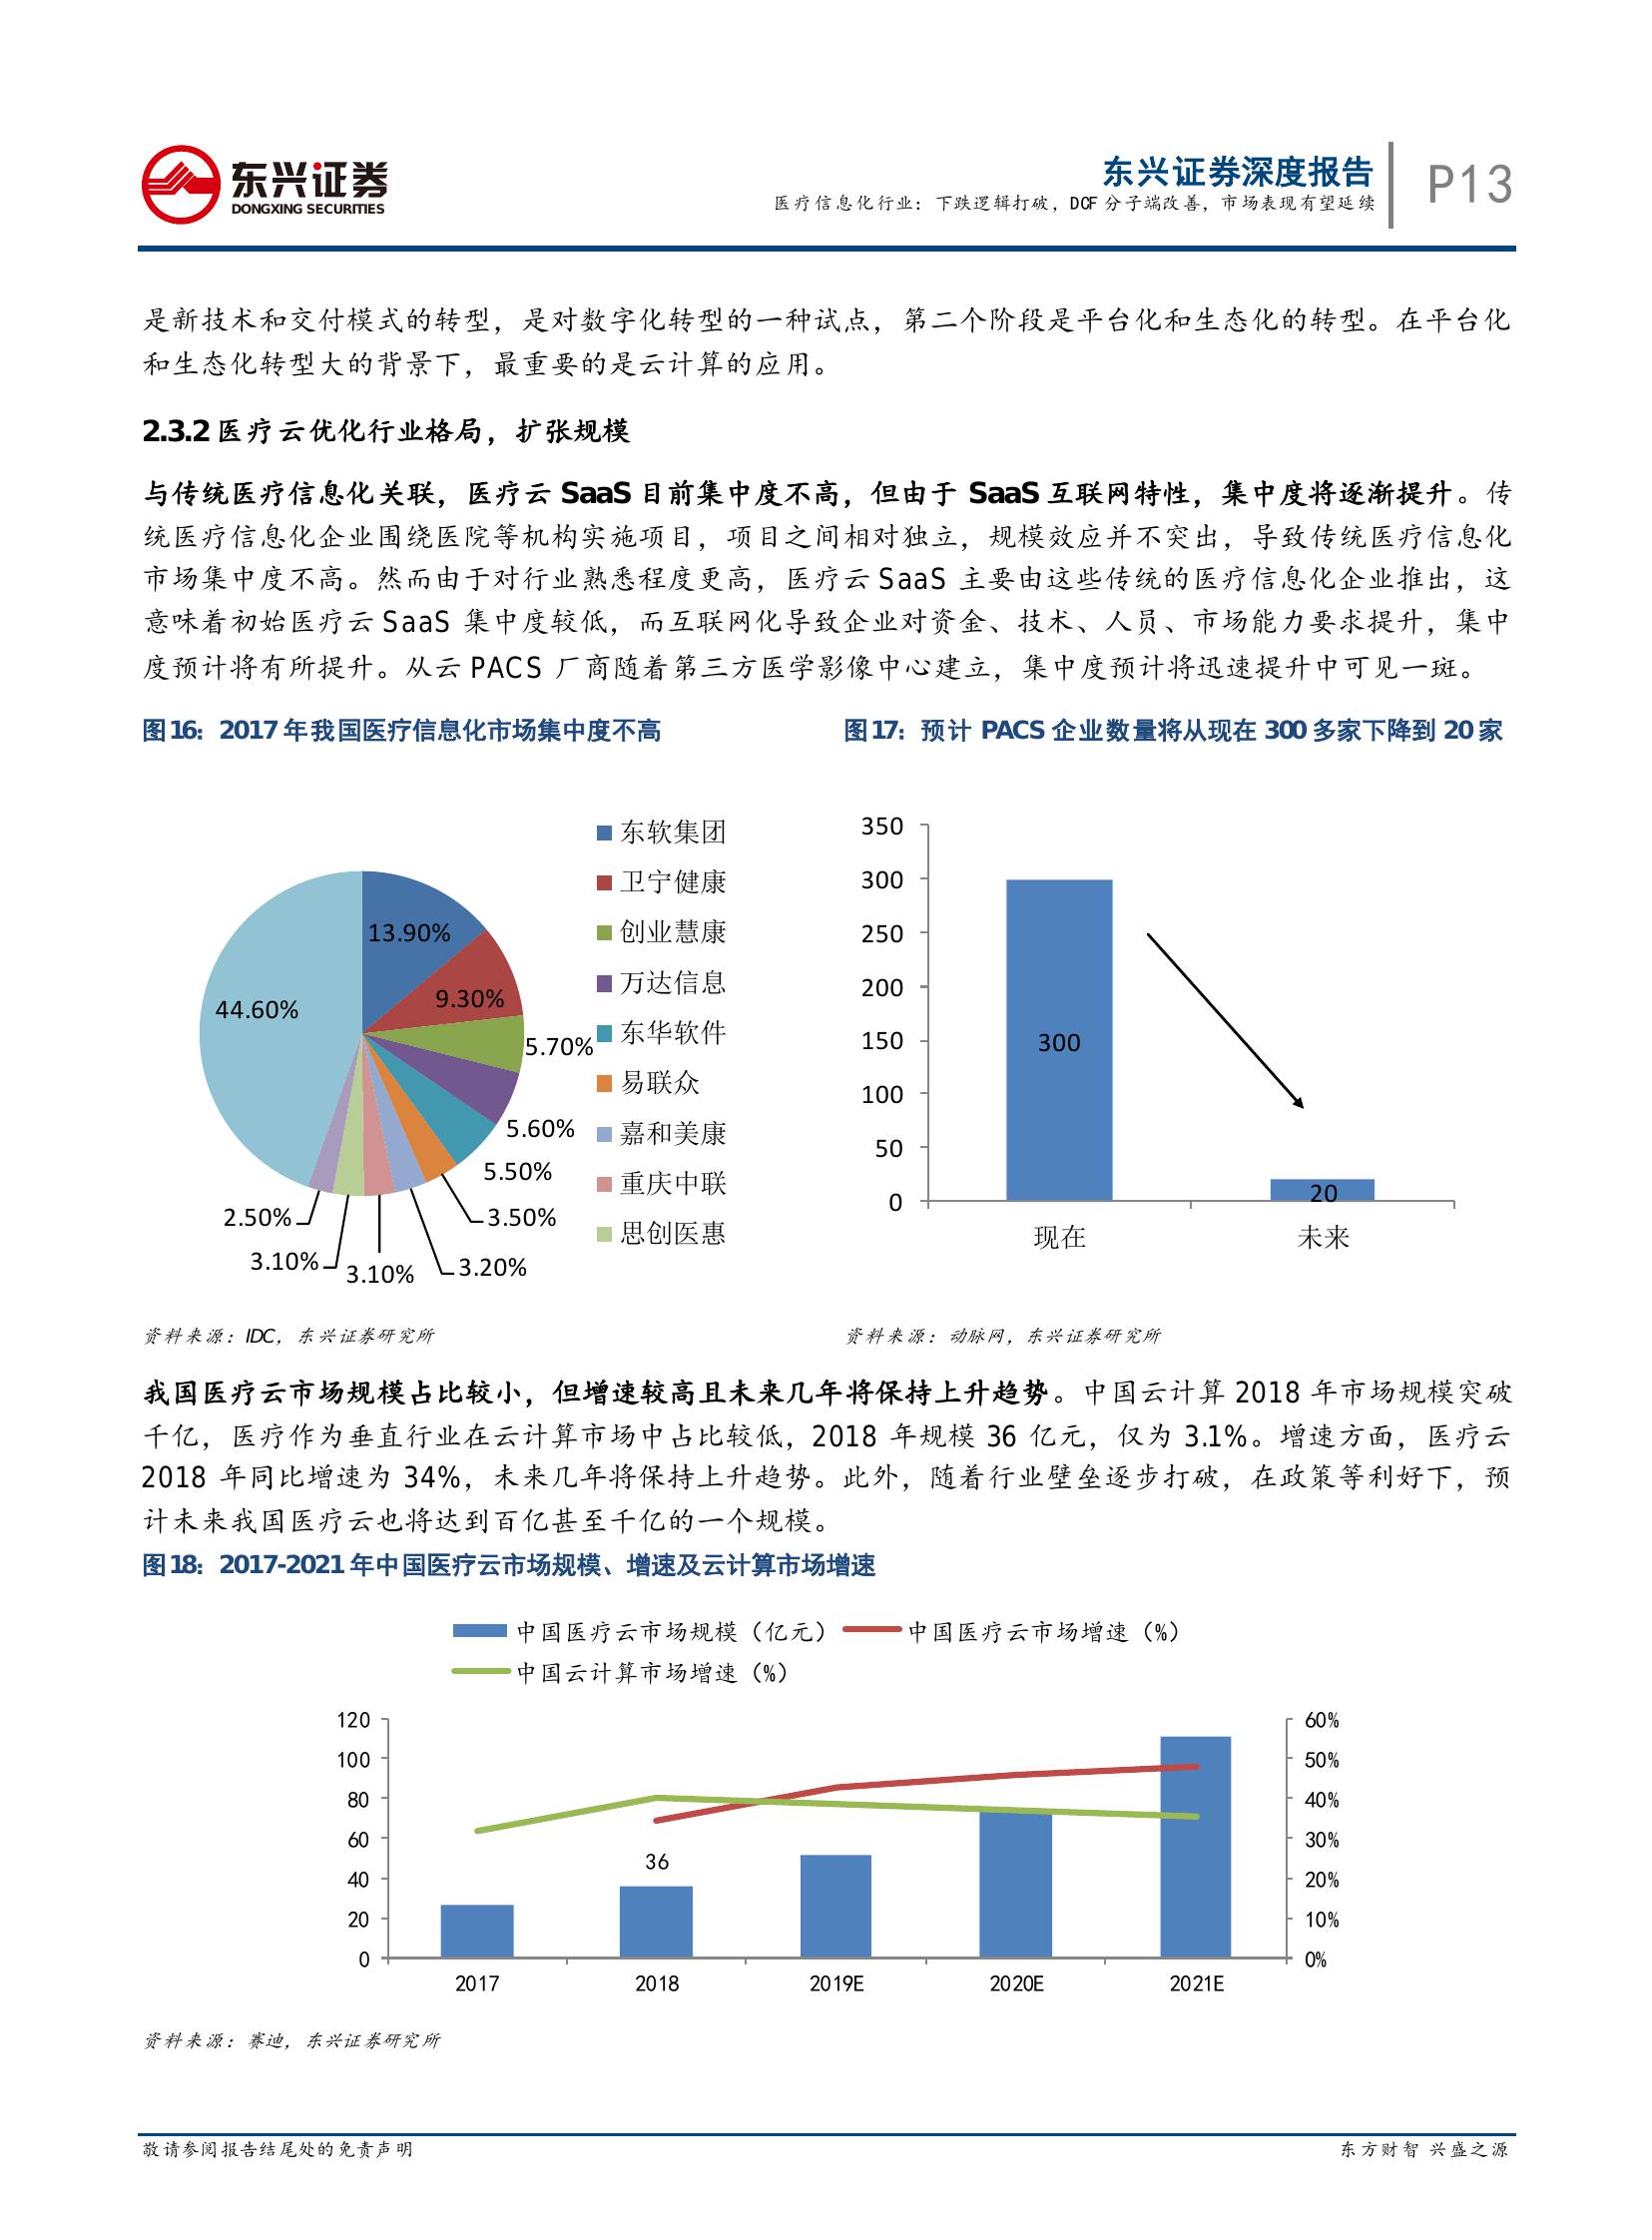 东兴证券
DONGXING SECURITIES
东兴证券深度报告
医疗信息化行业：下跌逻辑打破，DCF 分子端改善，市场表现有望延续
P13
是新技术和交付模式的转型，是对数字化转型的一种试点，第二个阶段是平台化和生态化的转型。在平台化
和生态化转型大的背景下，最重要的是云计算的应用。
2.3.2 医疗云优化行业格局，扩张规模
与传统医疗信息化关联，医疗云 SaaS 目前集中度不高，但由于 SaaS 互联网特性，集中度将逐渐提升。传
统医疗信息化企业围绕医院等机构实施项目，项目之间相对独立，规模效应并不突出，导致传统医疗信息化
市场集中度不高。然而由于对行业熟悉程度更高，医疗云 SaaS 主要由这些传统的医疗信息化企业推出，这
意味着初始医疗云 SaaS 集中度较低，而互联网化导致企业对资金、技术、人员、市场能力要求提升，集中
度预计将有所提升。从云 PACS 厂商随着第三方医学影像中心建立，集中度预计将迅速提升中可见一斑。
图16：2017 年我国医疗信息化市场集中度不高
13.90%
9.30%
5.70%
5.60%
5.50%
3.50%
3.20%
3.10%
3.10%
2.50%
44.60%
东软集团
卫宁健康
创业慧康
万达信息
东华软件
易联众
嘉和美康
重庆中联
思创医惠
资料来源：IDC，东兴证券研究所
图17：预计 PACS 企业数量将从现在 300 多家下降到 20 家
350
300
250
200
150
100
50
0
300
20
现在
未来
资料来源：动脉网，东兴证券研究所
我国医疗云市场规模占比较小，但增速较高且未来几年将保持上升趋势。中国云计算 2018 年市场规模突破
千亿，医疗作为垂直行业在云计算市场中占比较低，2018 年规模 36 亿元，仅为 3.1%。增速方面，医疗云
2018 年同比增速为 34%，未来几年将保持上升趋势。此外，随着行业壁垒逐步打破，在政策等利好下，预
计未来我国医疗云也将达到百亿甚至千亿的一个规模。
图18：2017-2021 年中国医疗云市场规模、增速及云计算市场增速
中国医疗云市场规模（亿元） 中国医疗云市场增速（%）
中国云计算市场增速（%）
120
100
80
60
40
20
0
36
60%
50%
40%
30%
20%
10%
0%
2017 2018 2019E 2020E 2021E
资料来源：赛迪，东兴证券研究所
敬请参阅报告结尾处的免责声明
东方财智 兴盛之源